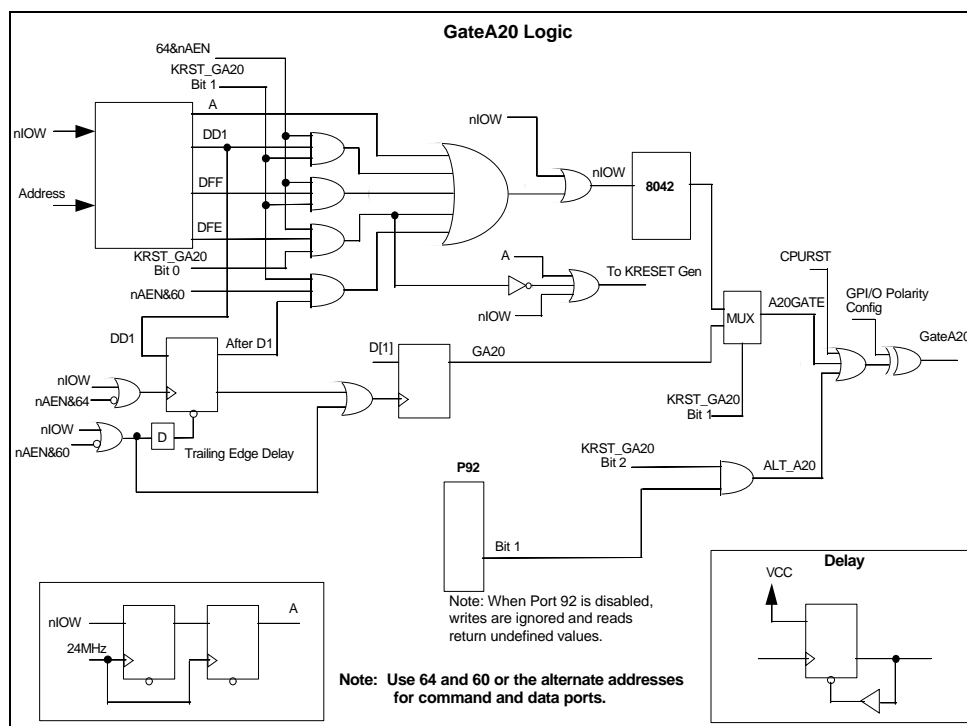 GateA20 Logic
64&nAEN
KRST_GA20
Bit 1
A
nIOW
DD1
nIOW
nIOW
8042
Address
DFF
DFE
KRST_GA20
Bit 0
A
To KRESET Gen
CPURST
nAEN&60
nIOW
MUX
A20GATE
GPI/O Polarity
Config
GateA20
DD1
After D1
D[1]
GA20
nIOW
nAEN&64
KRST_GA20
Bit 1
nIOW
D
nAEN&60
Trailing Edge Delay
KRST_GA20
Bit 2
ALT_A20
P92
Bit 1
Delay
VCC
Note: When Port 92 is disabled,
writes are ignored and reads
return undefined values.
nIOW
A
24MHz
Note: Use 64 and 60 or the alternate addresses
for command and data ports.